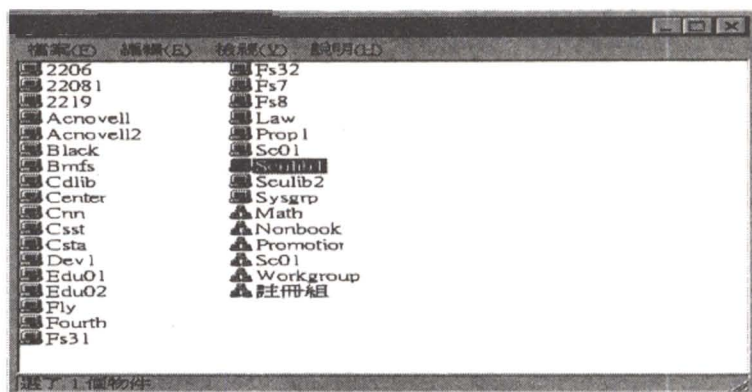 檔案(F) 編輯(E) 檢視(V) 說明(H)
2206
22081
2219
Acnovell
Acnovell2
Black
Bmfs
Cdlib
Center
Cnn
Csst
Csta
Dev1
Edu01
Edu02
Fly
Fourth
Fs31
Fs32
Fs7
Fs8
Law
Prop1
Sc01
Sculib2
Sysgrp
Math
Nonbook
Promotior
Sc01
Workgroup
註冊組
選了 1 個物件